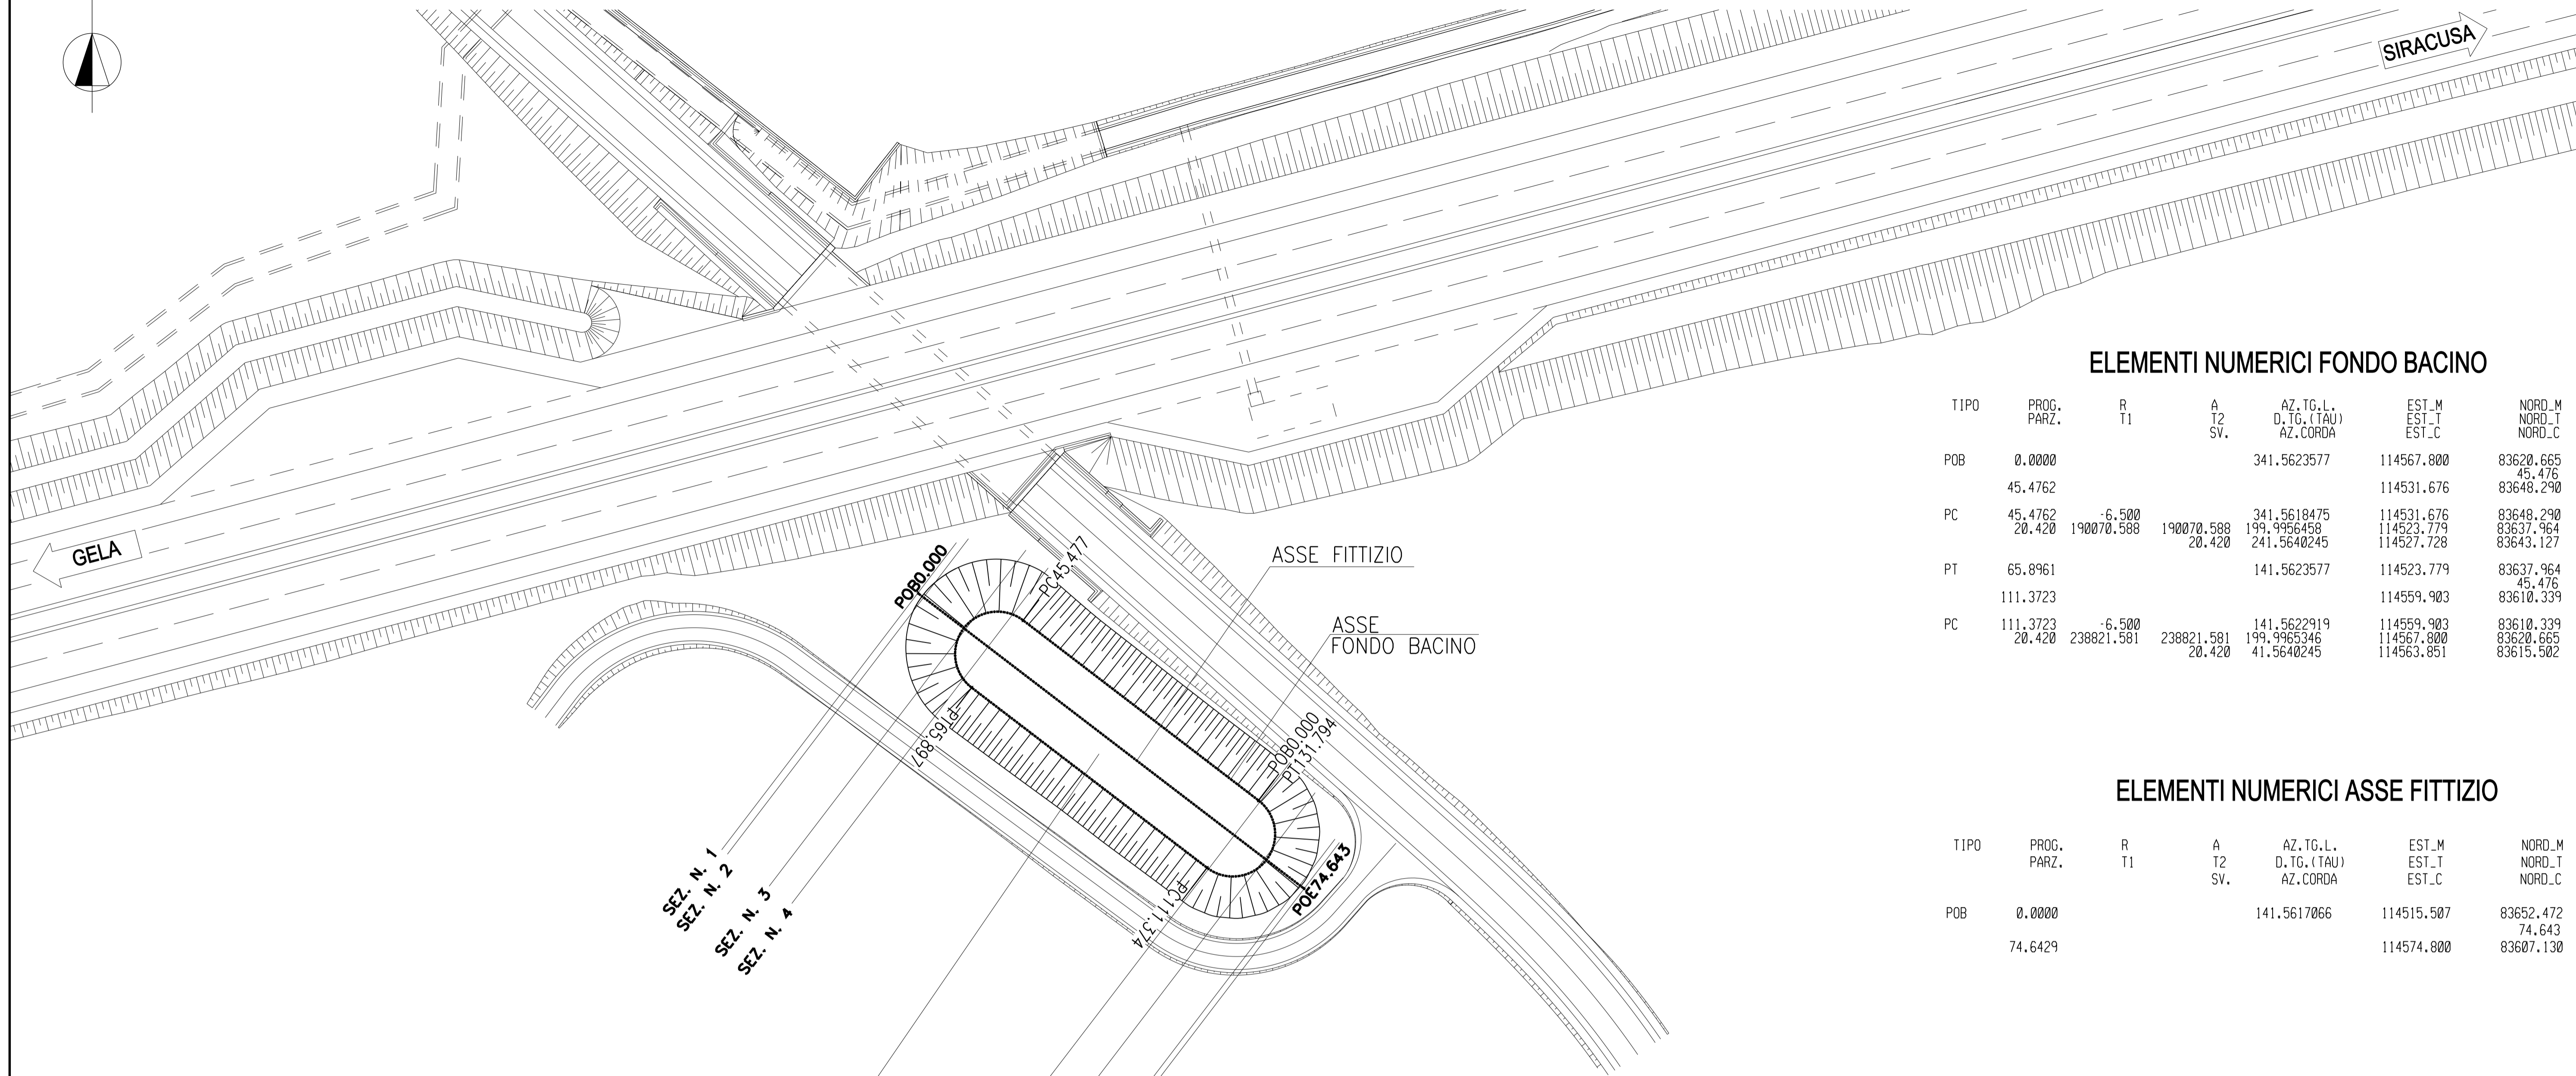 SIRACUSA
GELA
POB0.000
PC45.477
ASSE FITTIZIO
ASSE
FONDO BACINO
PT65.897
POB0.000
PT131.794
PC111.374
POE74.643
SEZ. N. 1
SEZ. N. 2
SEZ. N. 3
SEZ. N. 4
ELEMENTI NUMERICI FONDO BACINO
TIPO PROG. R A AZ.TG.L. EST_M NORD_M
PARZ. T1 T2 D.TG.(TAU) EST_T NORD_T
SV. AZ.CORDA EST_C NORD_C
POB 0.0000 341.5623577 114567.800 83620.665
45.476
45.4762 114531.676 83648.290
PC 45.4762 -6.500 341.5618475 114531.676 83648.290
20.420 190070.588 190070.588 199.9956458 114523.779 83637.964
20.420 241.5640245 114527.728 83643.127
PT 65.8961 141.5623577 114523.779 83637.964
45.476
111.3723 114559.903 83610.339
PC 111.3723 -6.500 141.5622919 114559.903 83610.339
20.420 238821.581 238821.581 199.9965346 114567.800 83620.665
20.420 41.5640245 114563.851 83615.502
ELEMENTI NUMERICI ASSE FITTIZIO
TIPO PROG. R A AZ.TG.L. EST_M NORD_M
PARZ. T1 T2 D.TG.(TAU) EST_T NORD_T
SV. AZ.CORDA EST_C NORD_C
POB 0.0000 141.5617066 114515.507 83652.472
74.643
74.6429 114574.800 83607.130